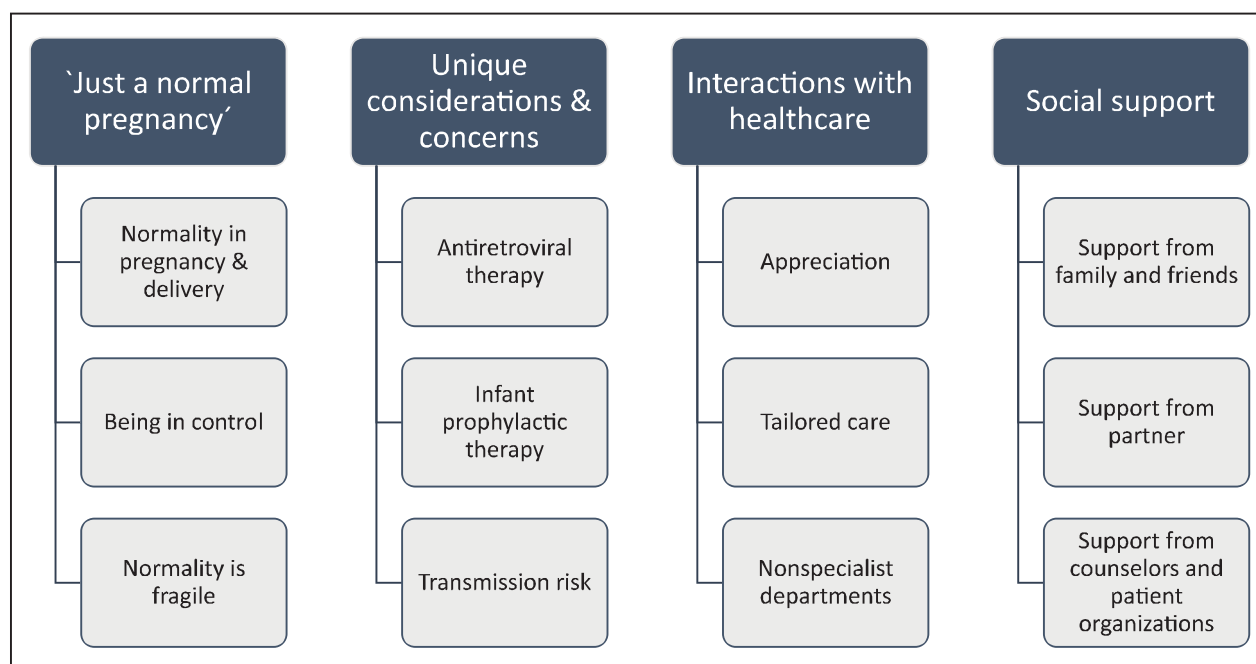 `Just a normal
pregnancy´
Normality in
pregnancy &
delivery
Being in control
Normality is
fragile
Unique
considerations &
concerns
Antiretroviral
therapy
Infant
prophylactic
therapy
Transmission risk
Interactions with
healthcare
Appreciation
Tailored care
Nonspecialist
departments
Social support
Support from
family and friends
Support from
partner
Support from
counselors and
patient
organizations